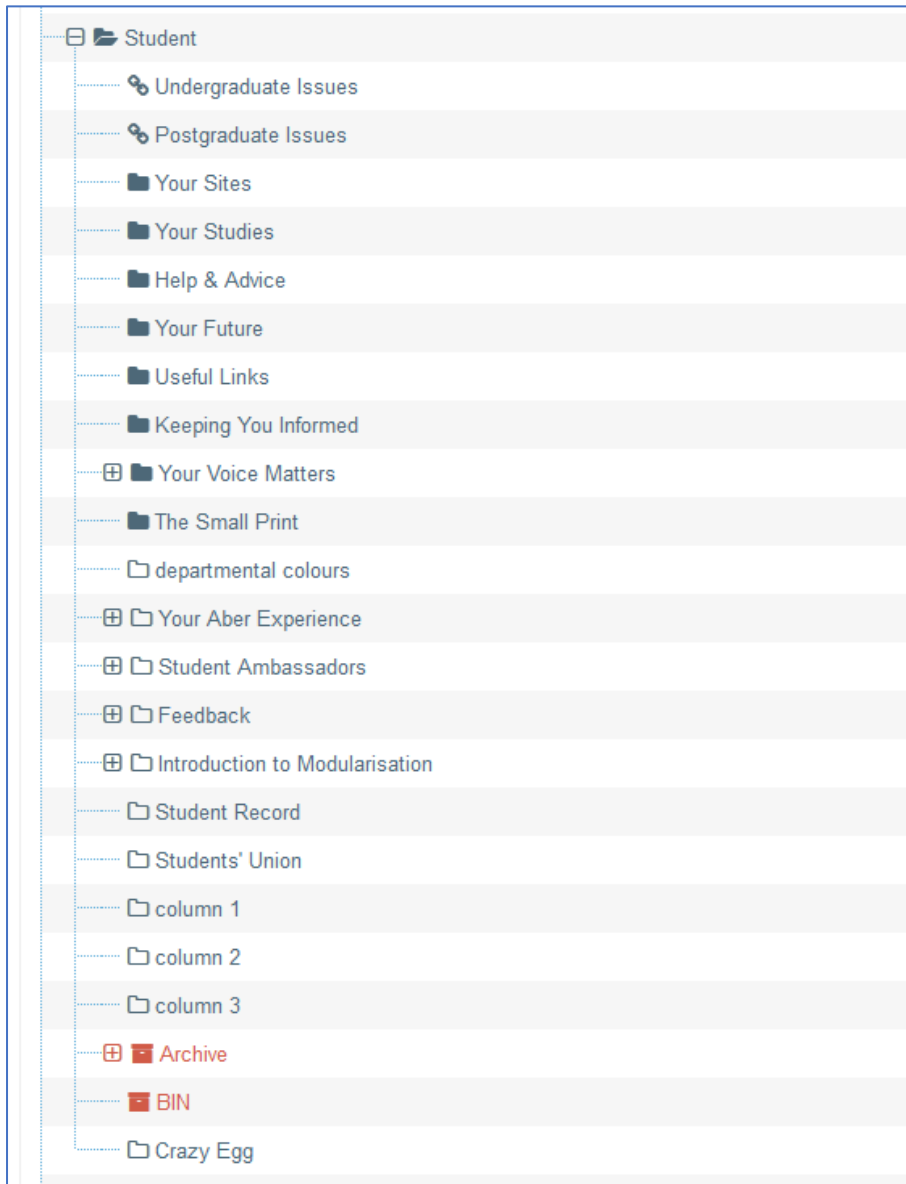 Student
Undergraduate Issues
Postgraduate Issues
Your Sites
Your Studies
Help & Advice
Your Future
Useful Links
Keeping You Informed
Your Voice Matters
The Small Print
departmental colours
Your Aber Experience
Student Ambassadors
Feedback
Introduction to Modularisation
Student Record
Students' Union
column 1
column 2
column 3
Archive
BIN
Crazy Egg